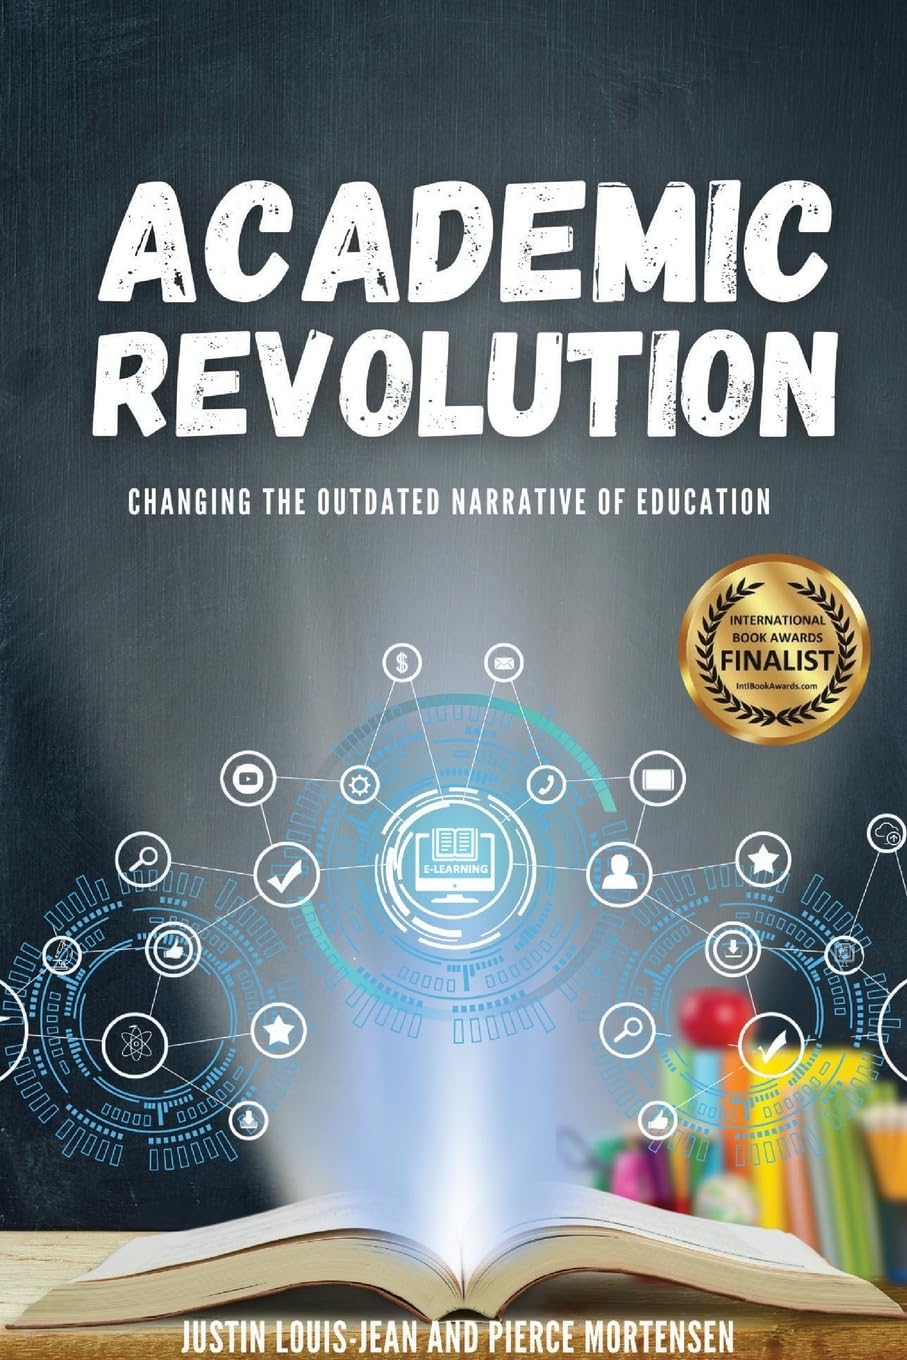 ACADEMIC
REVOLUTION
CHANGING THE OUTDATED NARRATIVE OF EDUCATION
INTERNATIONAL
BOOK AWARDS
FINALIST
IntlBookAwards.com
$
E-LEARNING
JUSTIN LOUIS-JEAN AND PIERCE MORTENSEN